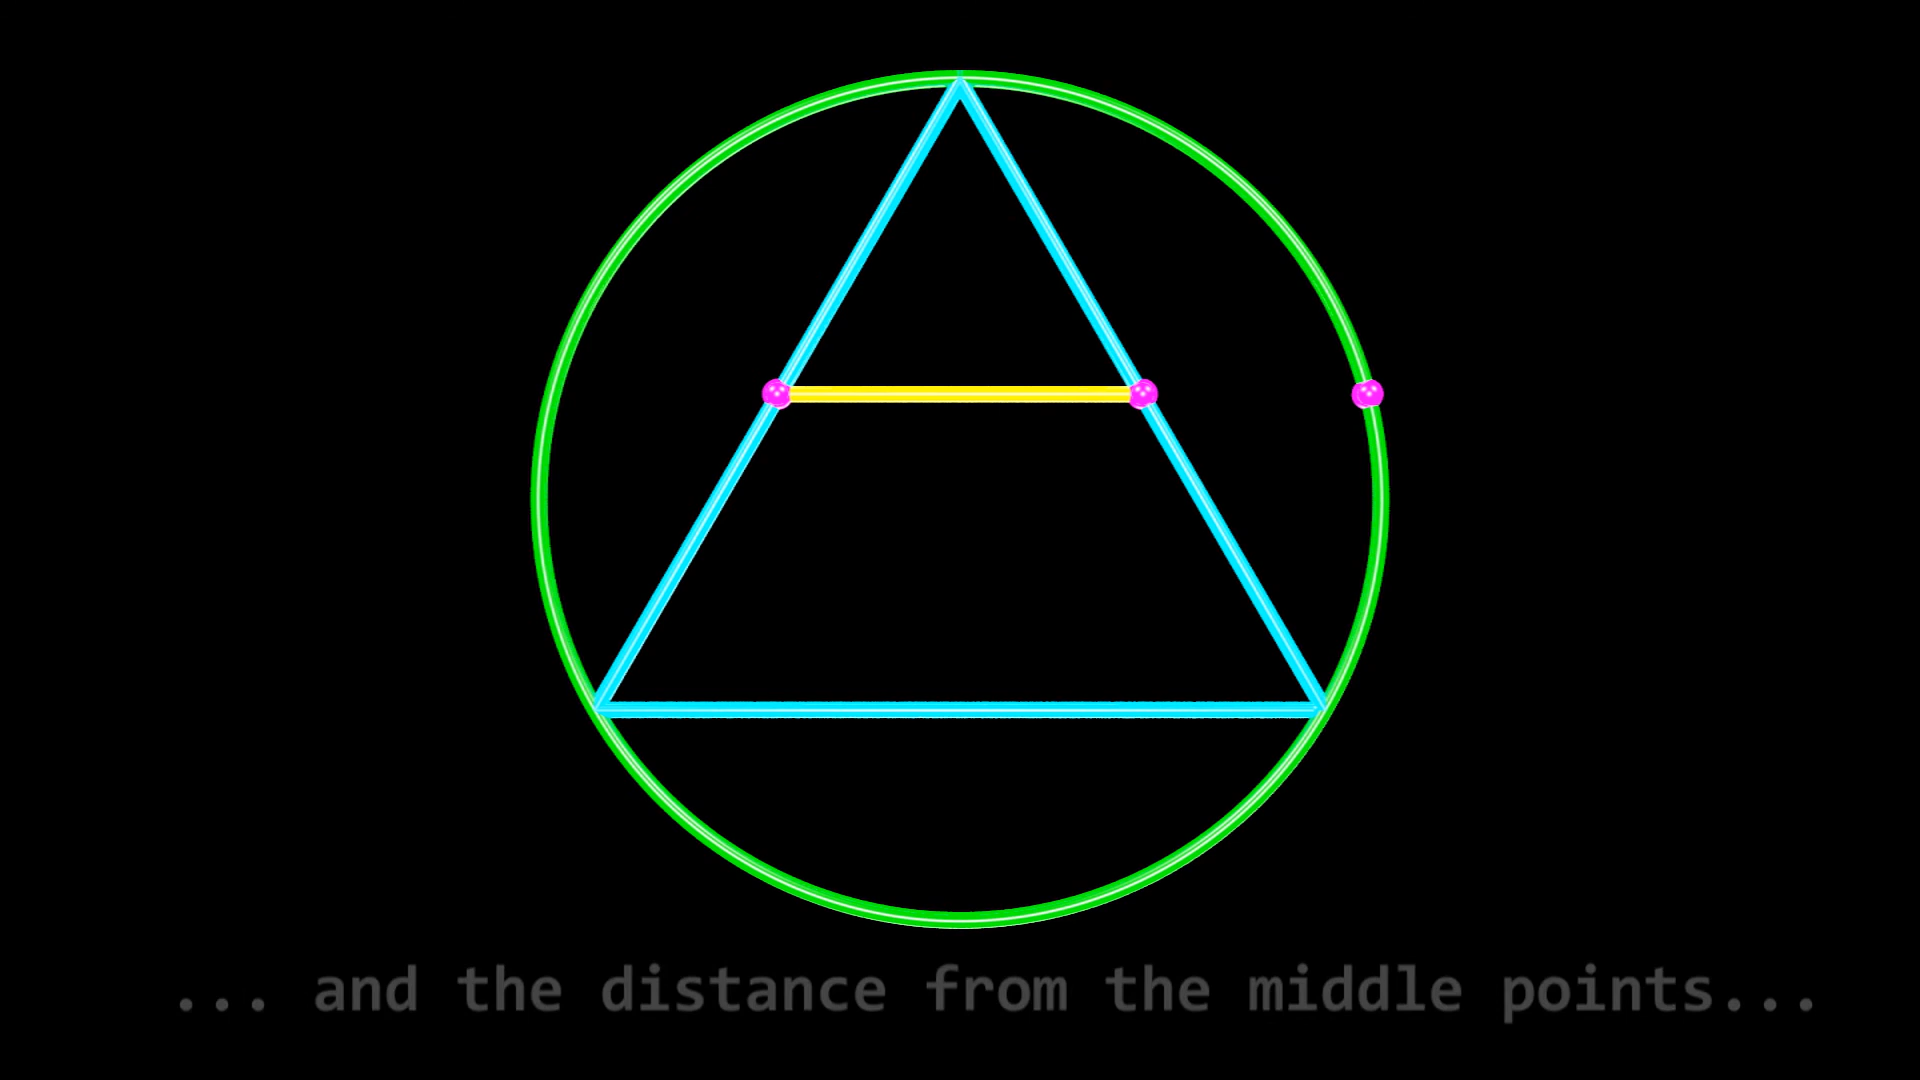 ... and the distance from the middle points...